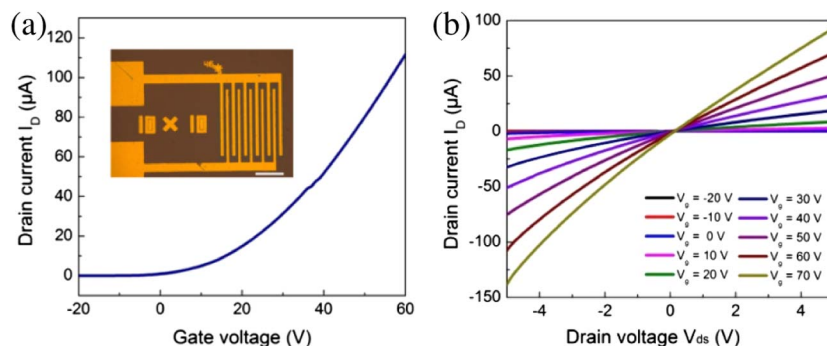 (a)
120
100
80
60
40
20
0
Drain current I_D (μA)
-20 0 20 40 60
Gate voltage (V)
(b)
100
50
0
-50
-100
-150
Drain current I_D (μA)
V_g = -20 V V_g = 30 V
V_g = -10 V V_g = 40 V
V_g = 0 V V_g = 50 V
V_g = 10 V V_g = 60 V
V_g = 20 V V_g = 70 V
-4 -2 0 2 4
Drain voltage V_ds (V)